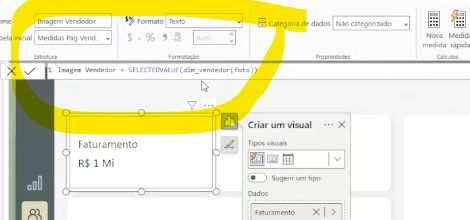 Nome Imagem Vendedor
Formato Texto
Categoria de dados Não categorizado
abela inicial Medidas Pag Vend...
$ % 9 Auto
Nova medida
Medida rápida
Estrutura
Formatação
Propriedades
Cálculos
1 Imagem Vendedor = SELECTEDVALUE(dim_vendedor[foto])
Faturamento
R$ 1 Mi
Criar um visual
Tipos visuais
Sugerir um tipo
Dados
Faturamento